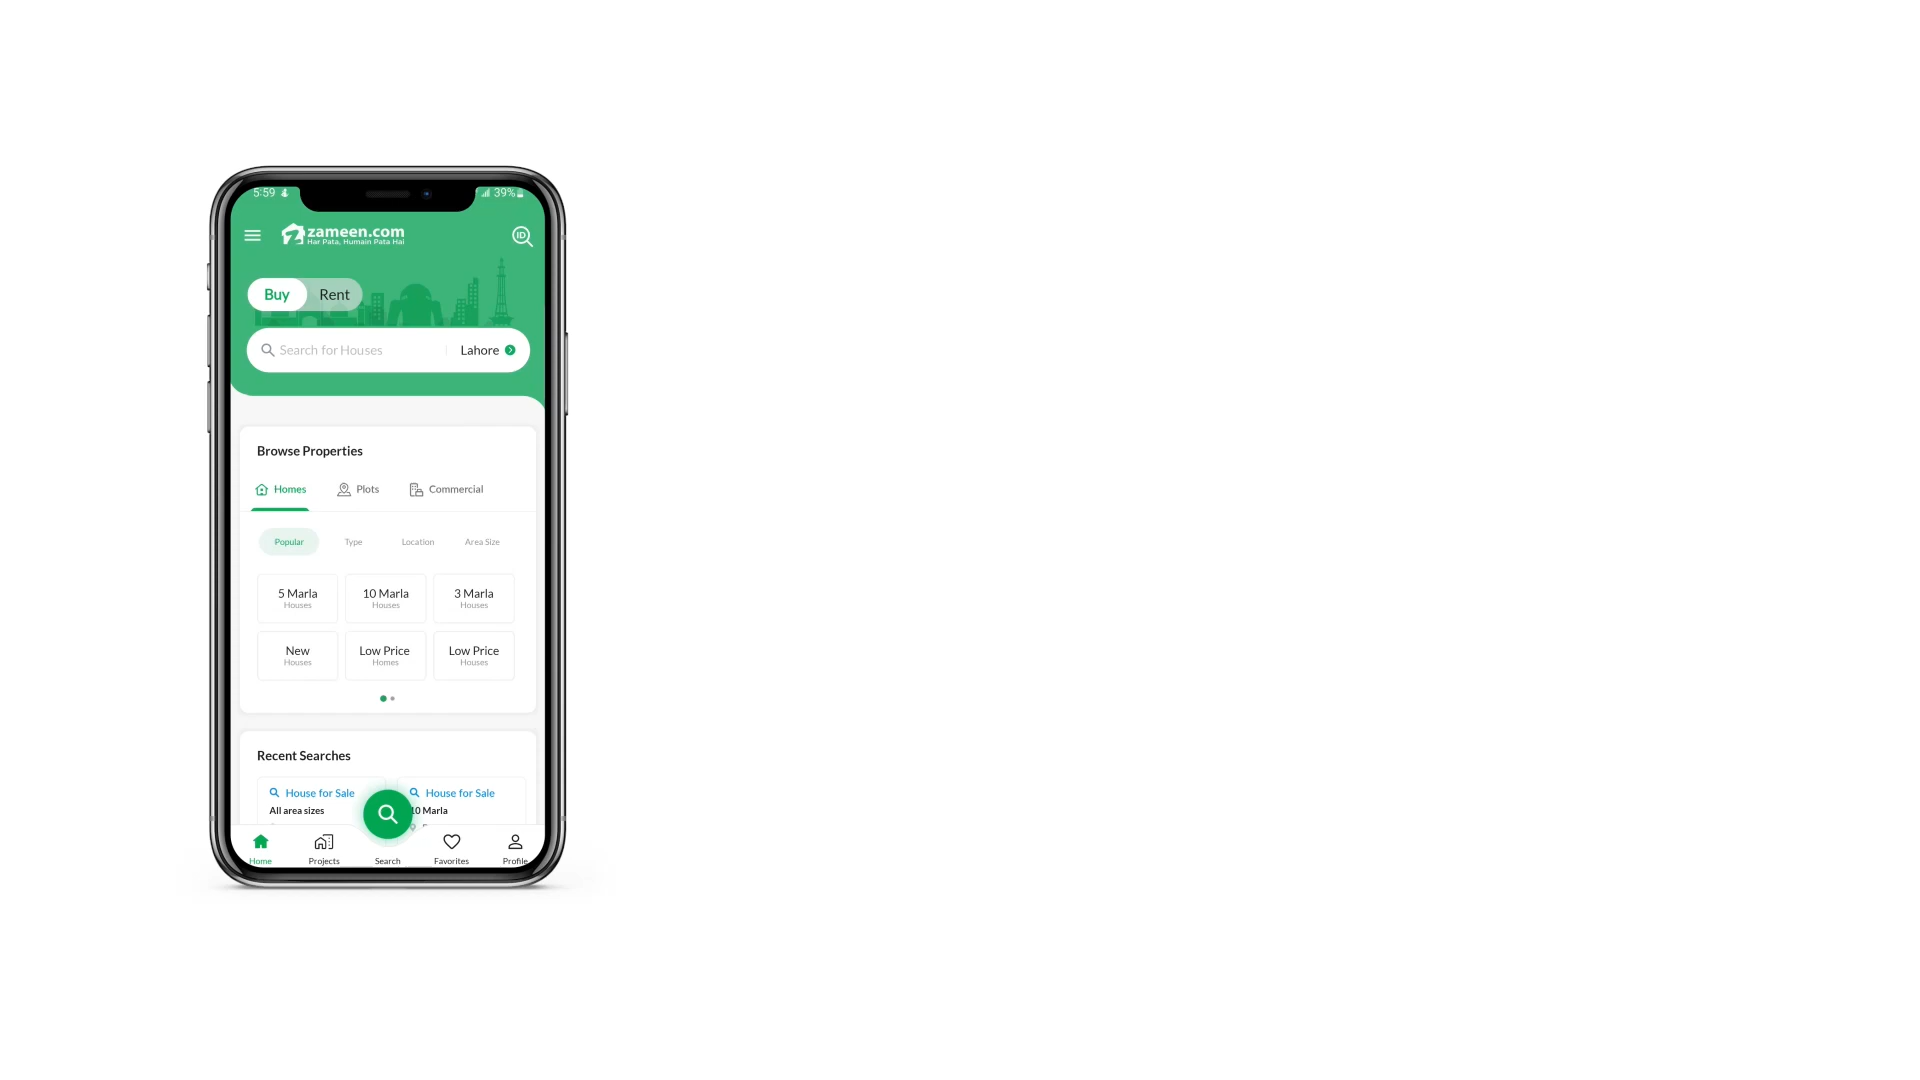 5:59 39%
zameen.com
Har Pata, Humain Pata Hai
ID
Buy Rent
Search for Houses Lahore
Browse Properties
Homes Plots Commercial
Popular Type Location Area Size
5 Marla 10 Marla 3 Marla
Houses Houses Houses
New Low Price Low Price
Houses Homes Houses
Recent Searches
House for Sale House for Sale
All area sizes 10 Marla
Home Projects Search Favorites Profile